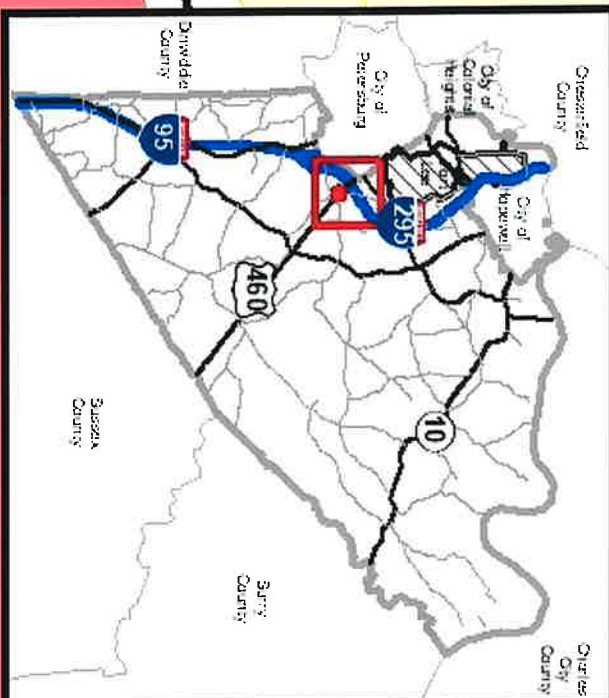 Chesterfield
County
City of
Colonial
Heights
City of
Petersburg
Dinwiddie
County
City of
Hopewell
Charles
City
County
295
95
460
10
Surry
County
Sussex
County